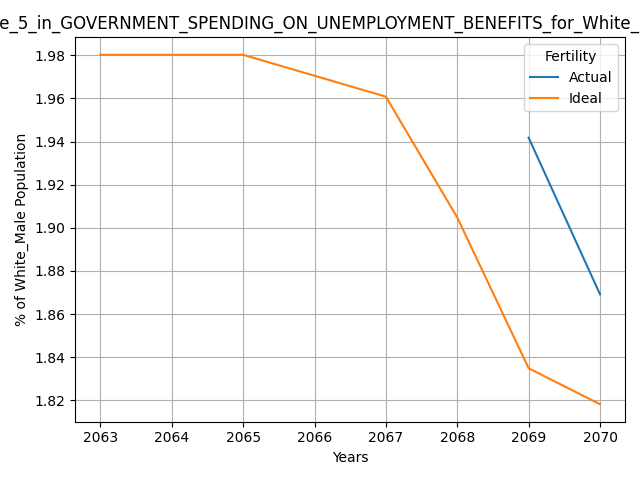 e_5_in_GOVERNMENT_SPENDING_ON_UNEMPLOYMENT_BENEFITS_for_White_
Fertility
Actual
Ideal
% of White_Male Population
1.98
1.96
1.94
1.92
1.90
1.88
1.86
1.84
1.82
2063 2064 2065 2066 2067 2068 2069 2070
Years